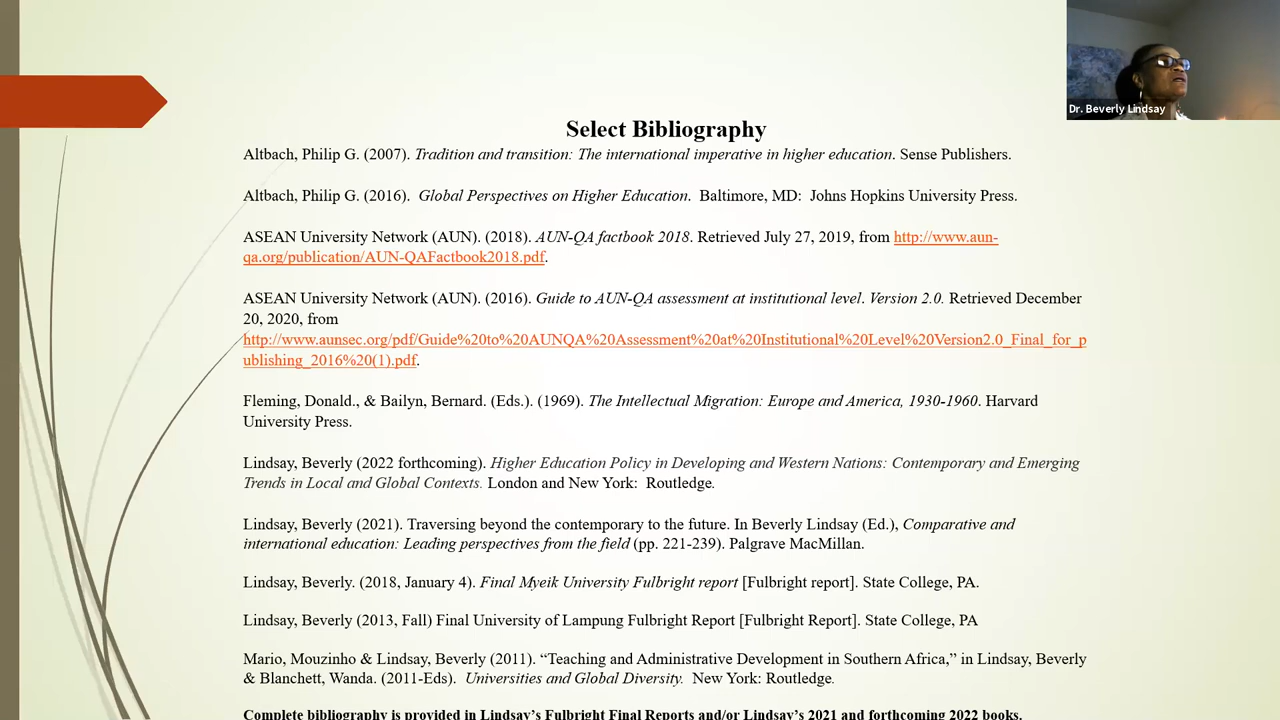 Dr. Beverly Lindsay
Select Bibliography
Altbach, Philip G. (2007). Tradition and transition: The international imperative in higher education. Sense Publishers.
Altbach, Philip G. (2016).  Global Perspectives on Higher Education.  Baltimore, MD:  Johns Hopkins University Press.
ASEAN University Network (AUN). (2018). AUN-QA factbook 2018. Retrieved July 27, 2019, from http://www.aun-
qa.org/publication/AUN-QAFactbook2018.pdf.
ASEAN University Network (AUN). (2016). Guide to AUN-QA assessment at institutional level. Version 2.0. Retrieved December
20, 2020, from
http://www.aunsec.org/pdf/Guide%20to%20AUNQA%20Assessment%20at%20Institutional%20Level%20Version2.0_Final_for_p
ublishing_2016%20(1).pdf.
Fleming, Donald., & Bailyn, Bernard. (Eds.). (1969). The Intellectual Migration: Europe and America, 1930-1960. Harvard
University Press.
Lindsay, Beverly (2022 forthcoming). Higher Education Policy in Developing and Western Nations: Contemporary and Emerging
Trends in Local and Global Contexts. London and New York:  Routledge.
Lindsay, Beverly (2021). Traversing beyond the contemporary to the future. In Beverly Lindsay (Ed.), Comparative and
international education: Leading perspectives from the field (pp. 221-239). Palgrave MacMillan.
Lindsay, Beverly. (2018, January 4). Final Myeik University Fulbright report [Fulbright report]. State College, PA.
Lindsay, Beverly (2013, Fall) Final University of Lampung Fulbright Report [Fulbright Report]. State College, PA
Mario, Mouzinho & Lindsay, Beverly (2011). “Teaching and Administrative Development in Southern Africa,” in Lindsay, Beverly
& Blanchett, Wanda. (2011-Eds).  Universities and Global Diversity.  New York: Routledge.
Complete bibliography is provided in Lindsay’s Fulbright Final Reports and/or Lindsay’s 2021 and forthcoming 2022 books.